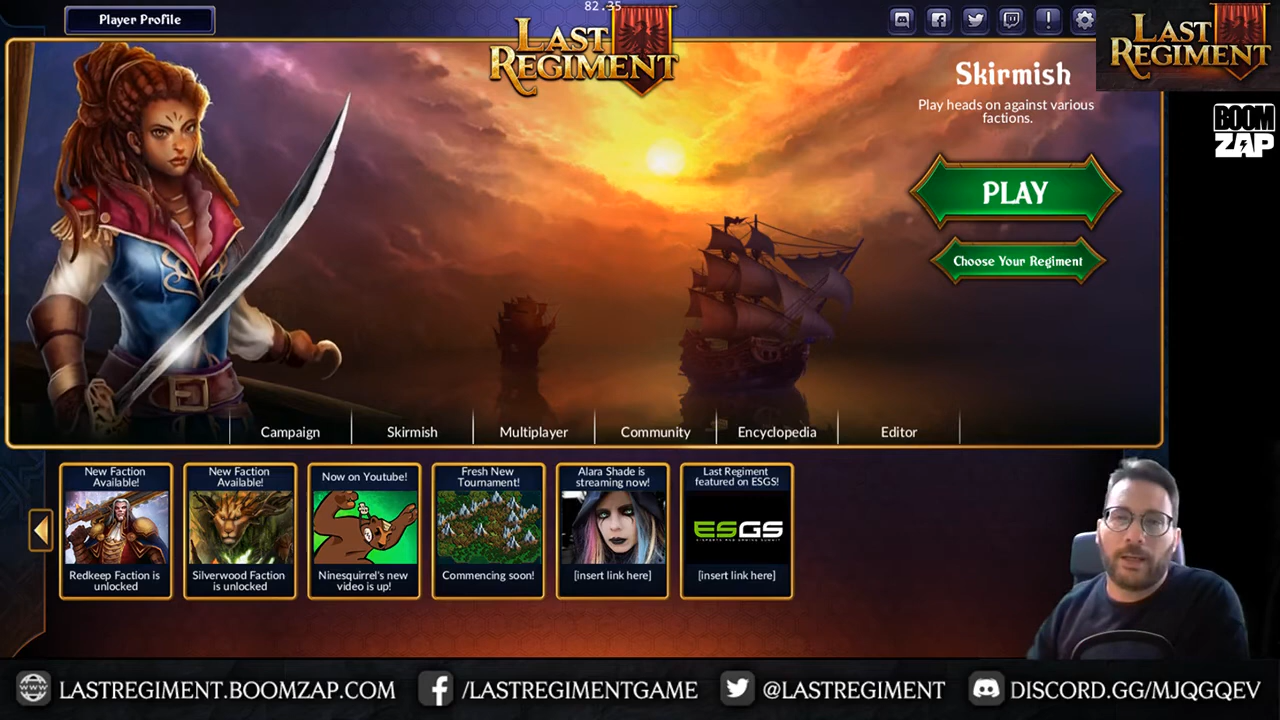 Player Profile
82.35
LAST
REGIMENT
LAST
REGIMENT
BOOM
ZAP
Skirmish
Play heads on against various
factions.
PLAY
Choose Your Regiment
Campaign
Skirmish
Multiplayer
Community
Encyclopedia
Editor
New Faction
Available!
Redkeep Faction is
unlocked
New Faction
Available!
Silverwood Faction
is unlocked
Now on Youtube!
Ninesquirrel's new
video is up!
Fresh New
Tournament!
Commencing soon!
Alara Shade is
streaming now!
[insert link here]
Last Regiment
featured on ESGS!
ESGS
[insert link here]
WWW
LASTREGIMENT.BOOMZAP.COM
/LASTREGIMENTGAME
@LASTREGIMENT
DISCORD.GG/MJQGQEV